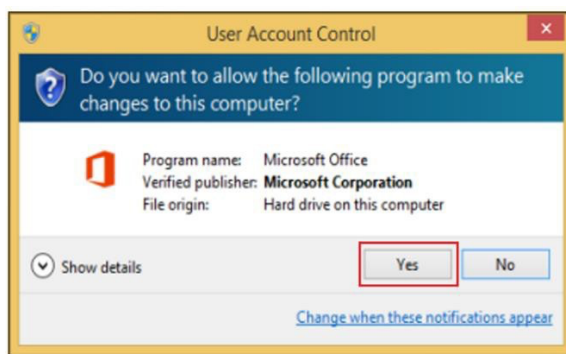 User Account Control
Do you want to allow the following program to make
changes to this computer?
Program name: Microsoft Office
Verified publisher: Microsoft Corporation
File origin: Hard drive on this computer
Show details
Yes
No
Change when these notifications appear